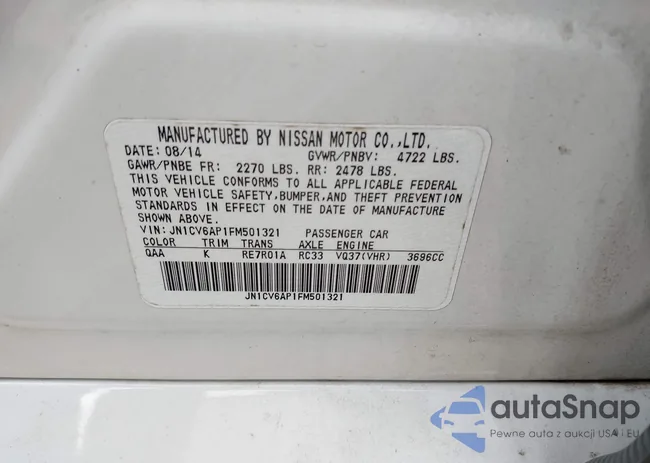 MANUFACTURED BY NISSAN MOTOR CO.,LTD.
DATE: 08/14 GVWR/PNBV: 4722 LBS.
GAWR/PNBE FR: 2270 LBS. RR: 2478 LBS.
THIS VEHICLE CONFORMS TO ALL APPLICABLE FEDERAL
MOTOR VEHICLE SAFETY,BUMPER,AND THEFT PREVENTION
STANDARDS IN EFFECT ON THE DATE OF MANUFACTURE
SHOWN ABOVE.
VIN: JN1CV6AP1FM501321 PASSENGER CAR
COLOR TRIM TRANS AXLE ENGINE
QAA K RE7R01A RC33 VQ37(VHR) 3696CC
JN1CV6AP1FM501321
autaSnap
Pewne auta z aukcji USA i EU